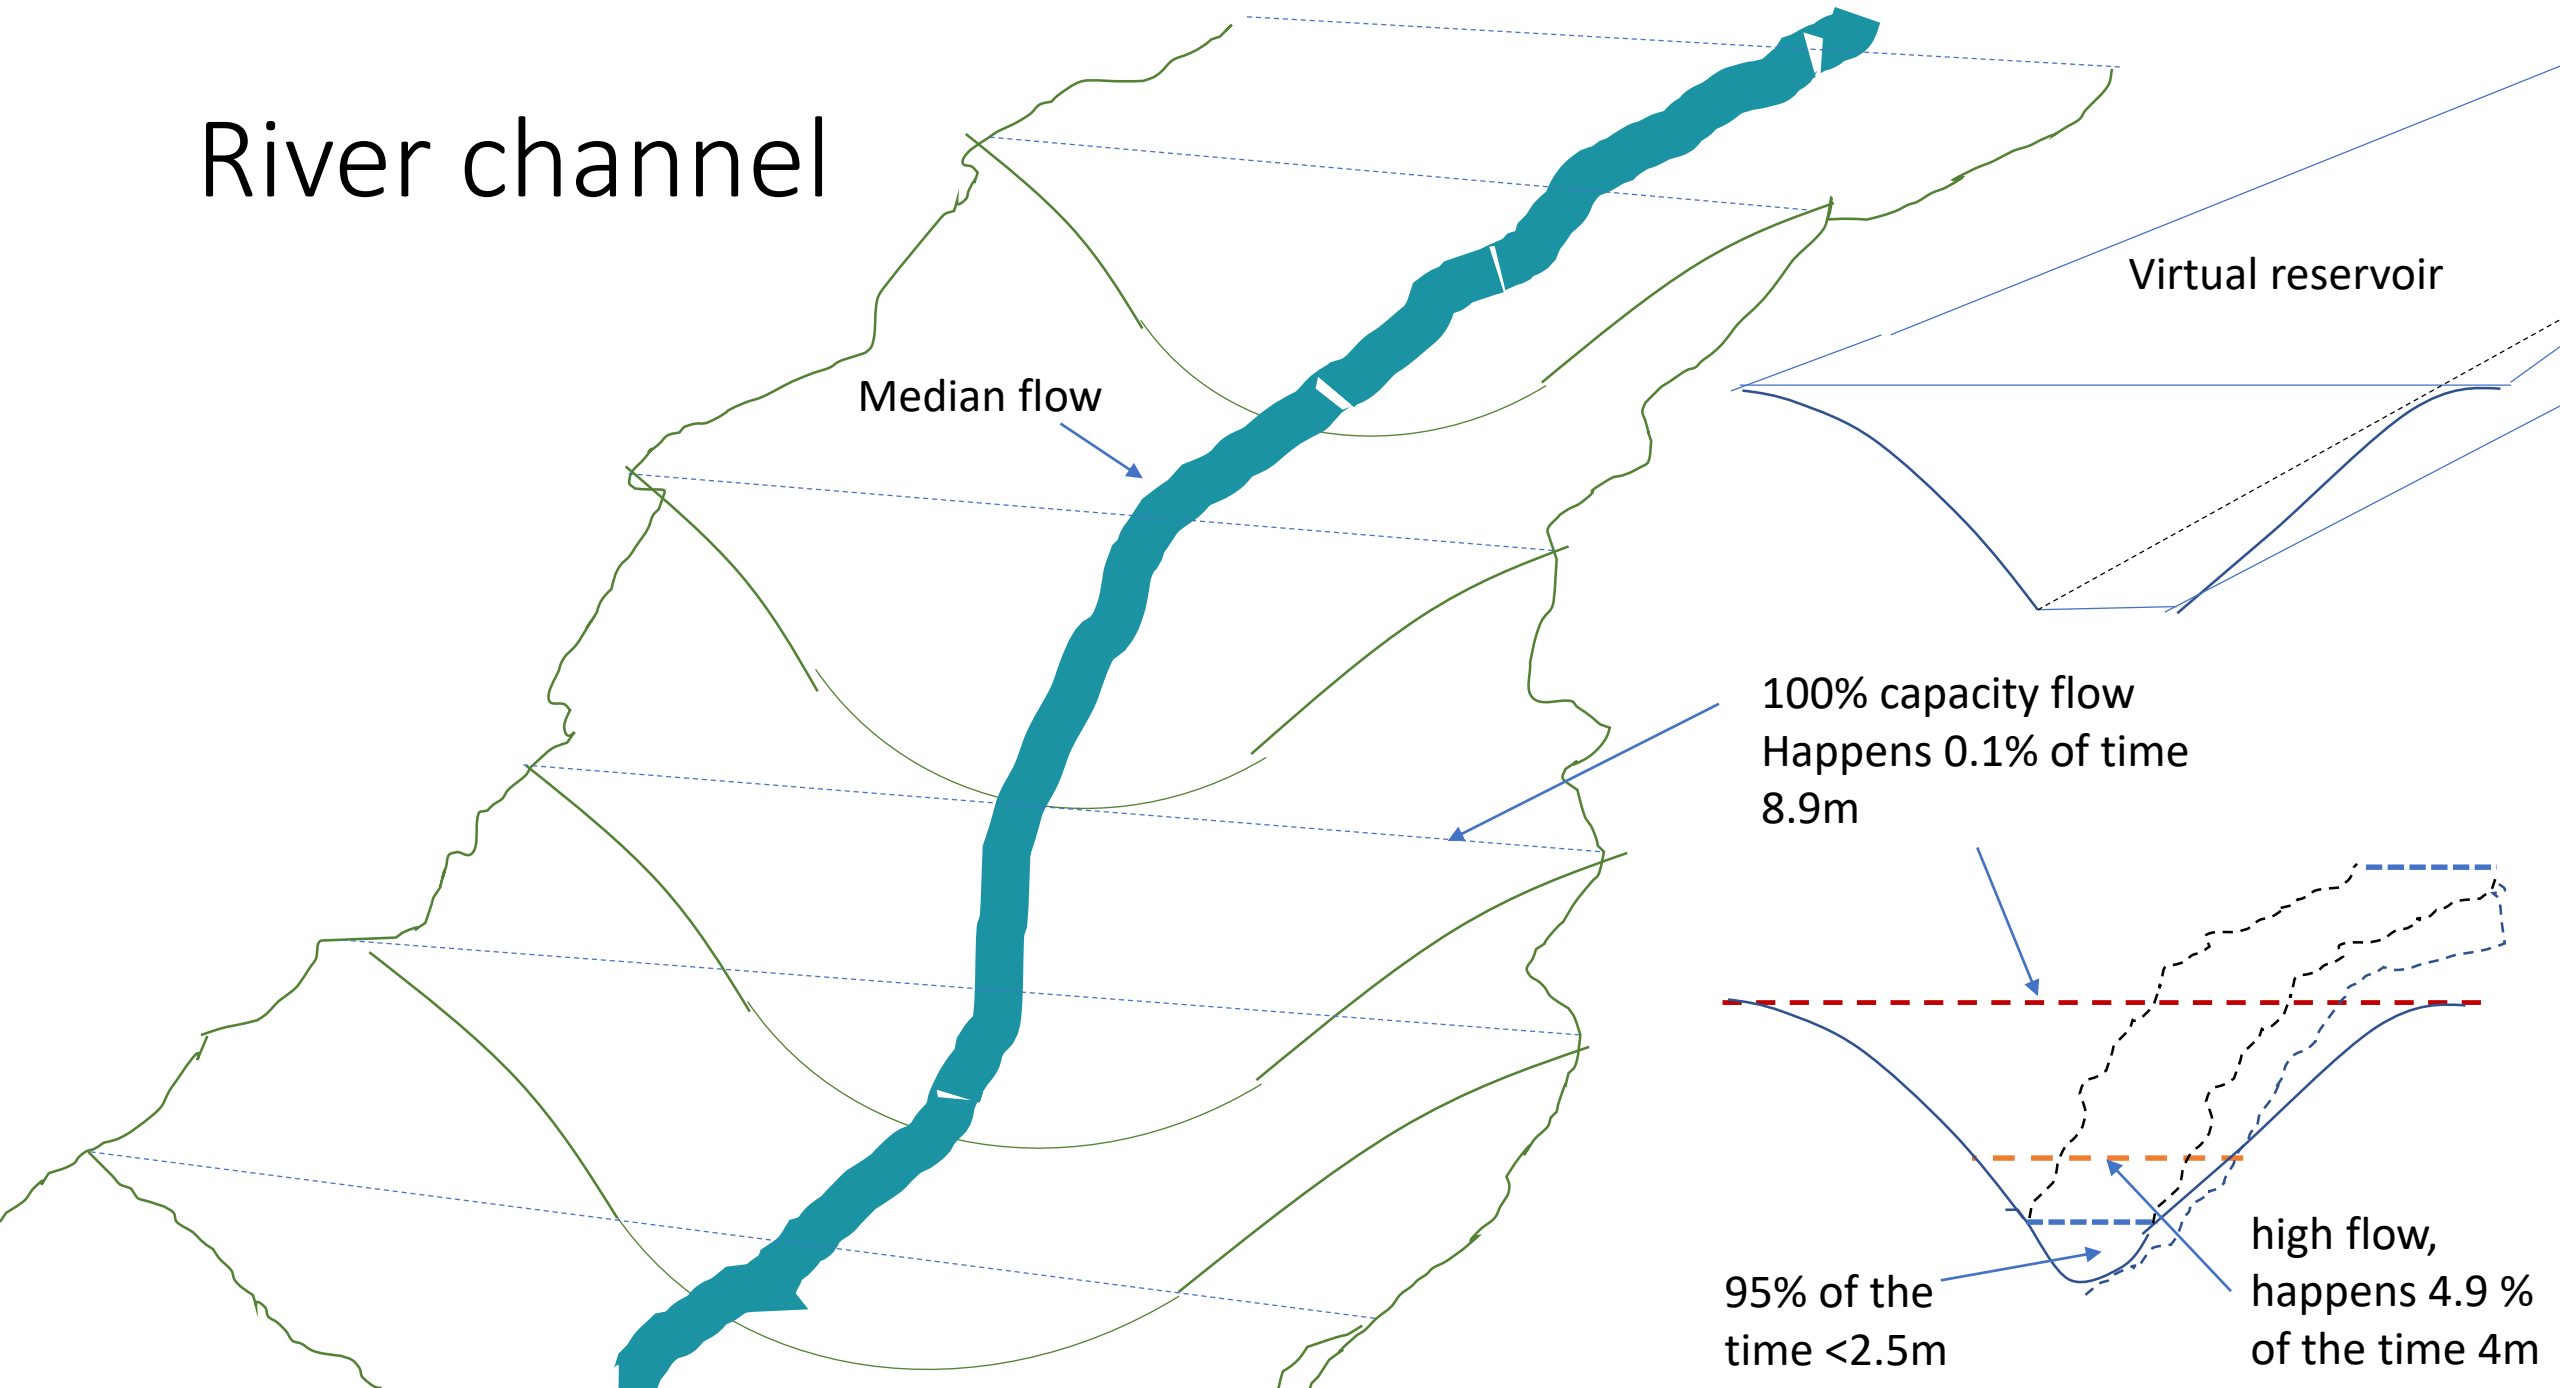 River channel
Virtual reservoir
Median flow
100% capacity flow
Happens 0.1% of time
8.9m
high flow,
happens 4.9 %
of the time 4m
95% of the
time <2.5m